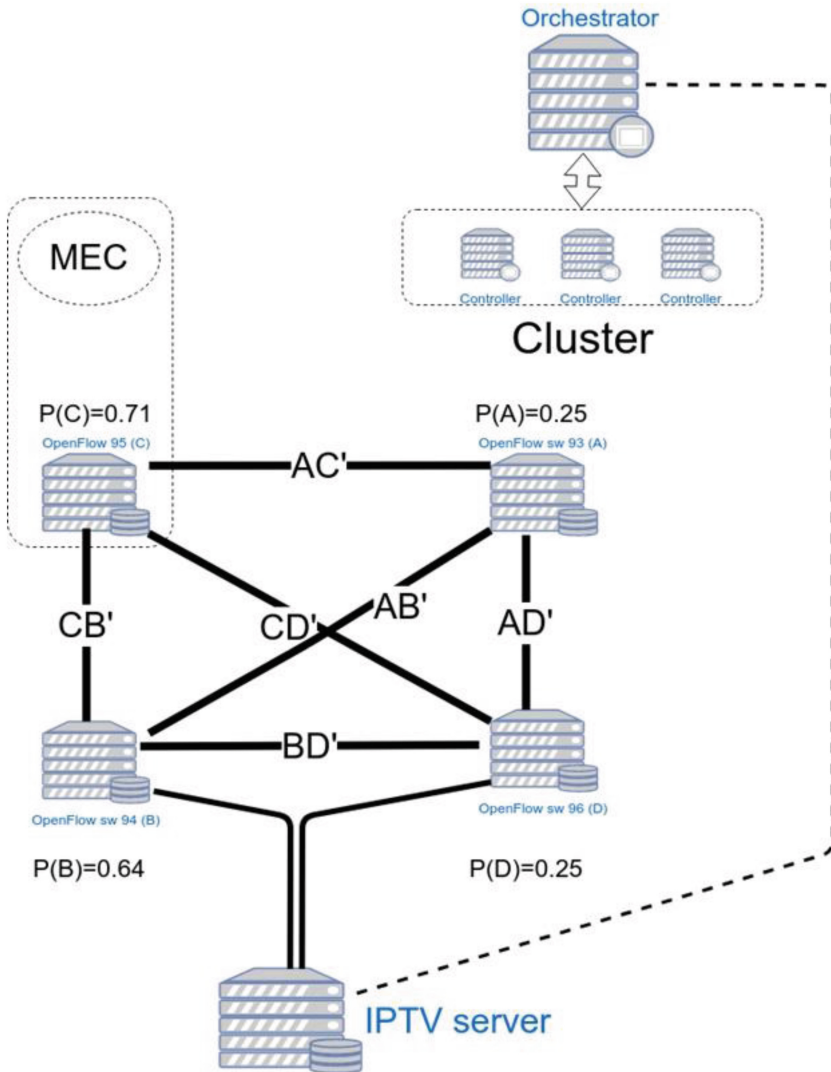 Orchestrator
MEC
Controller
Controller
Controller
Cluster
P(C)=0.71
P(A)=0.25
OpenFlow 95 (C)
OpenFlow sw 93 (A)
AC'
CB'
CD'
AB'
AD'
BD'
OpenFlow sw 94 (B)
OpenFlow sw 96 (D)
P(B)=0.64
P(D)=0.25
IPTV server